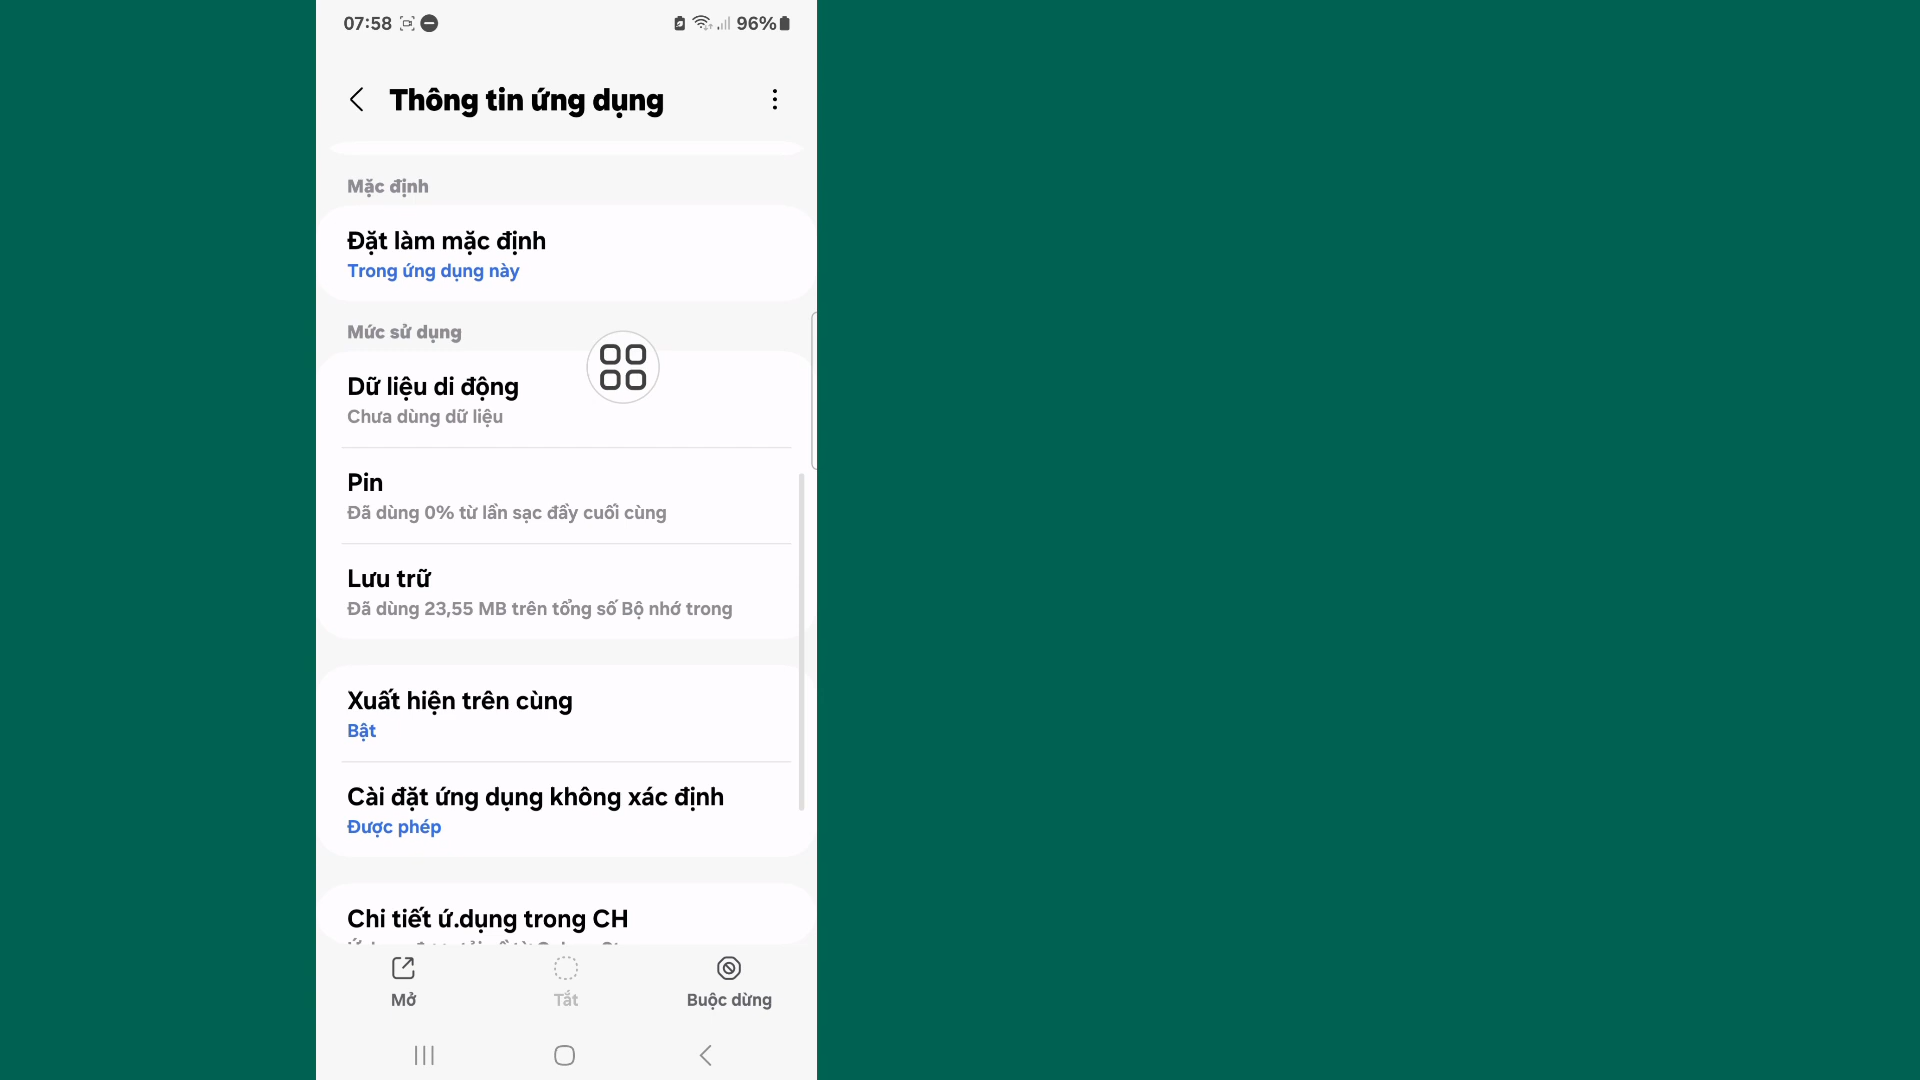 07:58
96%
Thông tin ứng dụng
Mặc định
Đặt làm mặc định
Trong ứng dụng này
Mức sử dụng
Dữ liệu di động
Chưa dùng dữ liệu
Pin
Đã dùng 0% từ lần sạc đầy cuối cùng
Lưu trữ
Đã dùng 23,55 MB trên tổng số Bộ nhớ trong
Xuất hiện trên cùng
Bật
Cài đặt ứng dụng không xác định
Được phép
Chi tiết ứ.dụng trong CH
Mở
Tắt
Buộc dừng